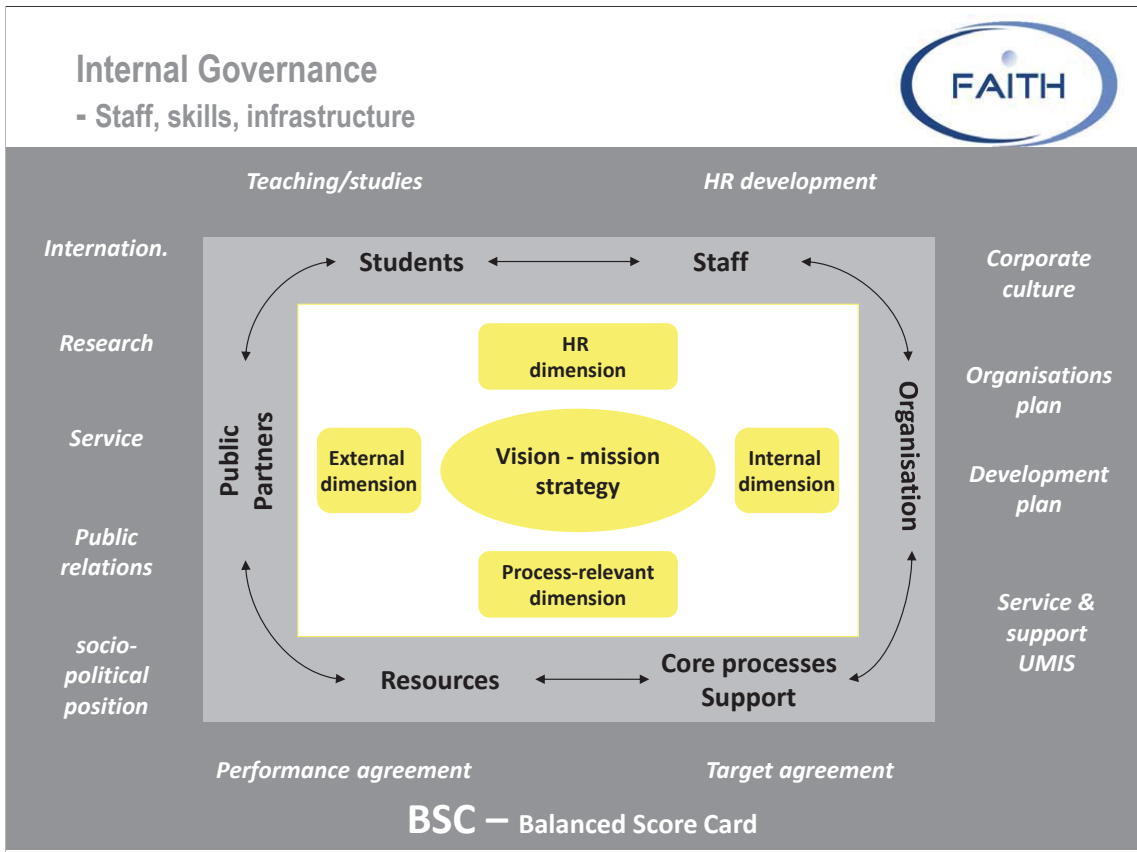 Internal Governance
- Staff, skills, infrastructure
FAITH
Teaching/studies
HR development
Internation.
Research
Service
Public
relations
socio-
political
position
Students
Staff
Public
Partners
Organisation
Resources
Core processes
Support
HR
dimension
External
dimension
Vision - mission
strategy
Internal
dimension
Process-relevant
dimension
Corporate
culture
Organisations
plan
Development
plan
Service &
support
UMIS
Performance agreement
Target agreement
BSC – Balanced Score Card